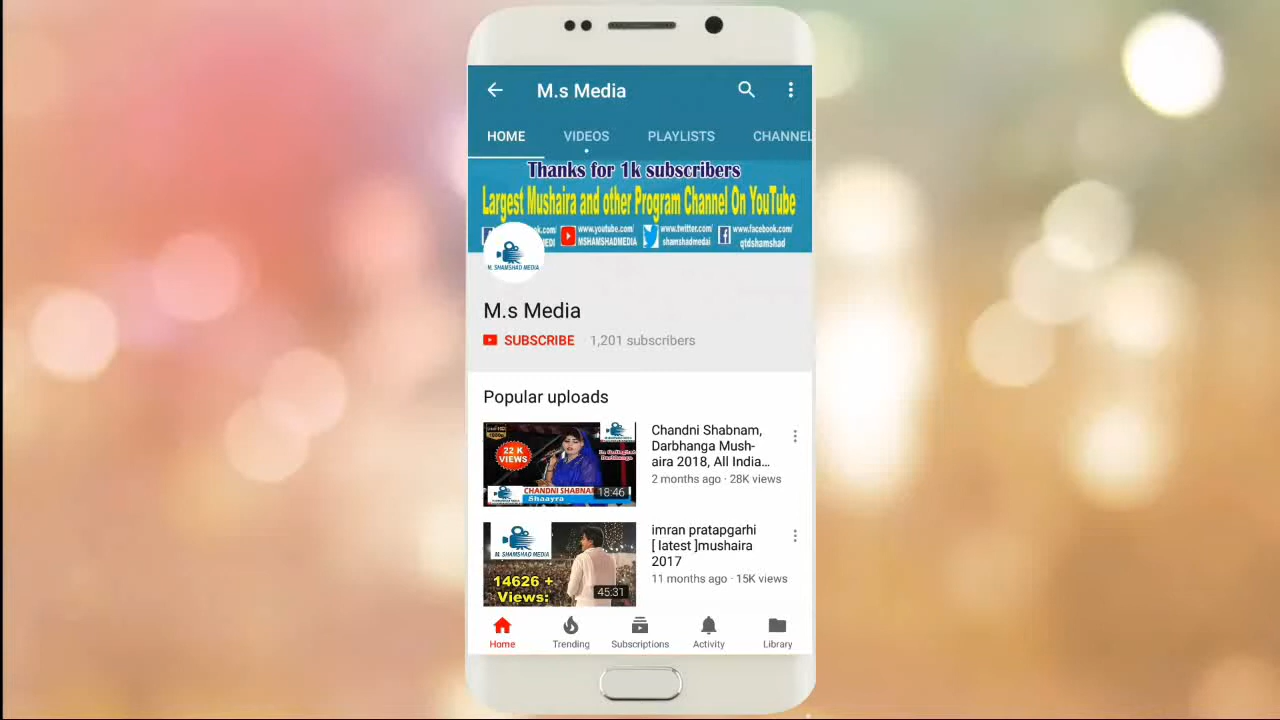 M.s Media
HOME VIDEOS PLAYLISTS CHANNEL
Thanks for 1k subscribers
Largest Mushaira and other Program Channel On YouTube
www.youtube.com/ www.twitter.com/ www.facebook.com/
MSHAMSHADMEDIA shamshadmedai qtdshamshad
M. SHAMSHAD MEDIA
M.s Media
SUBSCRIBE 1,201 subscribers
Popular uploads
22 K
VIEWS
CHANDNI SHABNAM
Shaayra
18:46
Chandni Shabnam,
Darbhanga Mush-
aira 2018, All India...
2 months ago · 28K views
M. SHAMSHAD MEDIA
14626 +
Views:
45:31
imran pratapgarhi
[ latest ]mushaira
2017
11 months ago · 15K views
Home Trending Subscriptions Activity Library